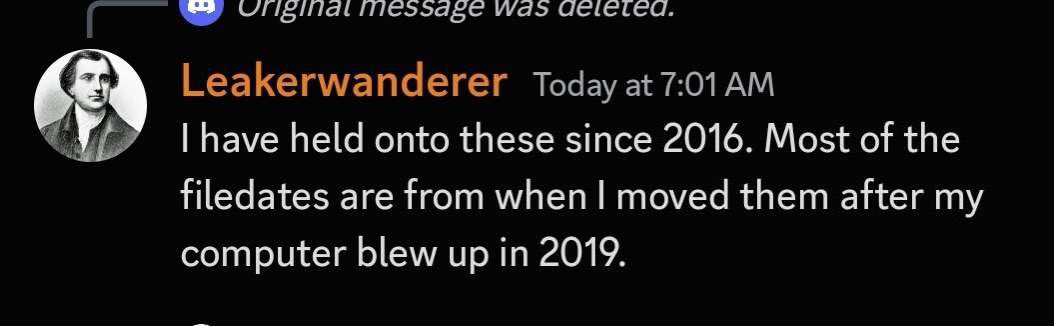 Original message was deleted.
Leakerwanderer Today at 7:01 AM
I have held onto these since 2016. Most of the
filedates are from when I moved them after my
computer blew up in 2019.